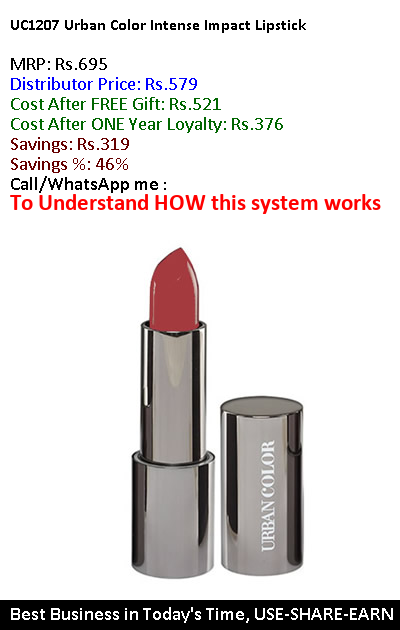 UC1207 Urban Color Intense Impact Lipstick
MRP: Rs.695
Distributor Price: Rs.579
Cost After FREE Gift: Rs.521
Cost After ONE Year Loyalty: Rs.376
Savings: Rs.319
Savings %: 46%
Call/WhatsApp me :
To Understand HOW this system works
URBAN COLOR
Best Business in Today's Time, USE-SHARE-EARN